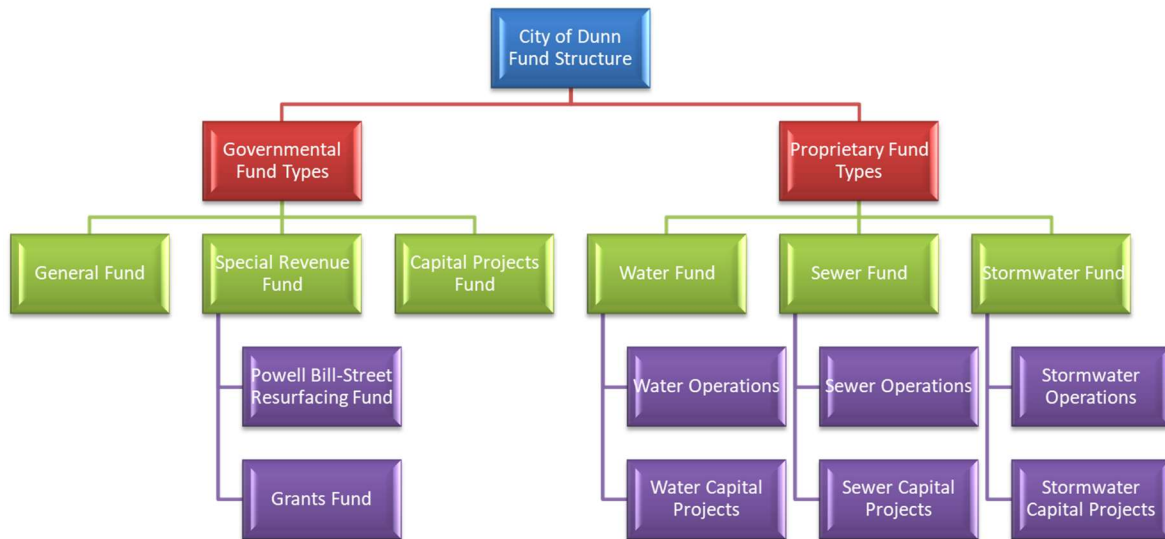 City of Dunn
Fund Structure
Governmental
Fund Types
Proprietary Fund
Types
General Fund
Special Revenue
Fund
Capital Projects
Fund
Water Fund
Sewer Fund
Stormwater Fund
Powell Bill-Street
Resurfacing Fund
Water Operations
Sewer Operations
Stormwater
Operations
Grants Fund
Water Capital
Projects
Sewer Capital
Projects
Stormwater
Capital Projects